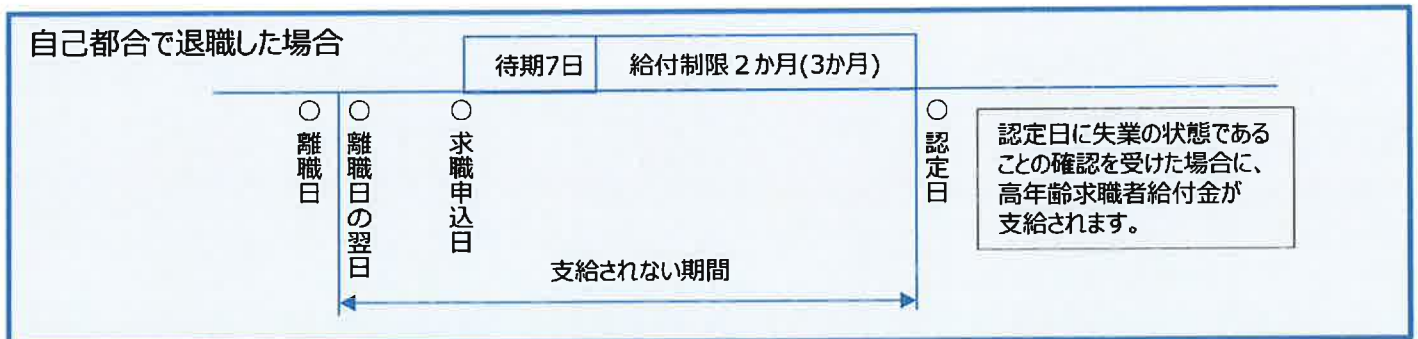 自己都合で退職した場合
待期7日
給付制限２か月(3か月)
○離職日
○離職日の翌日
○求職申込日
○認定日
認定日に失業の状態である
ことの確認を受けた場合に、
高年齢求職者給付金が
支給されます。
支給されない期間